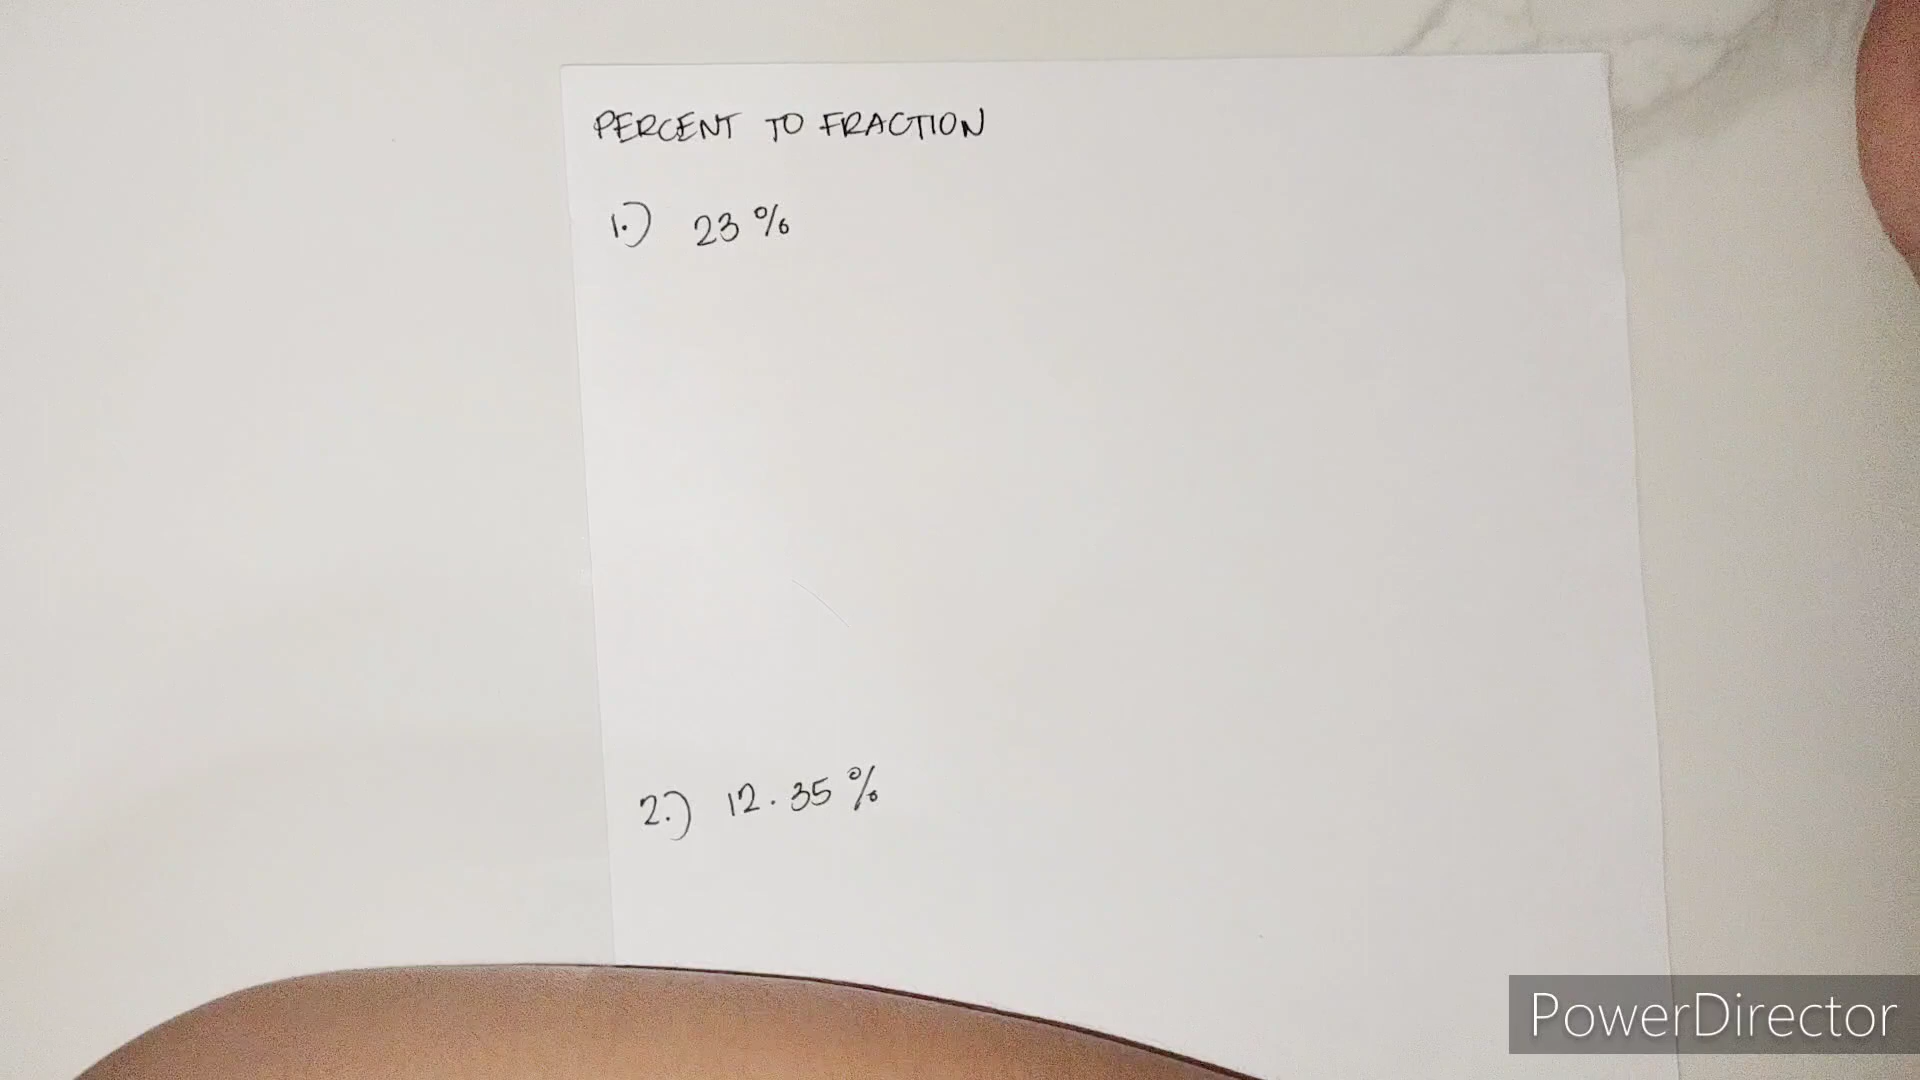 PERCENT TO FRACTION
1.) 23 %
2.) 12.35 %
PowerDirector